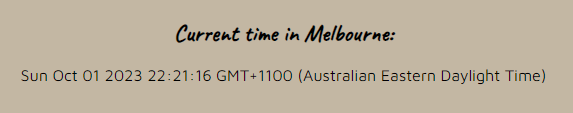 Current time in Melbourne:
Sun Oct 01 2023 22:21:16 GMT+1100 (Australian Eastern Daylight Time)